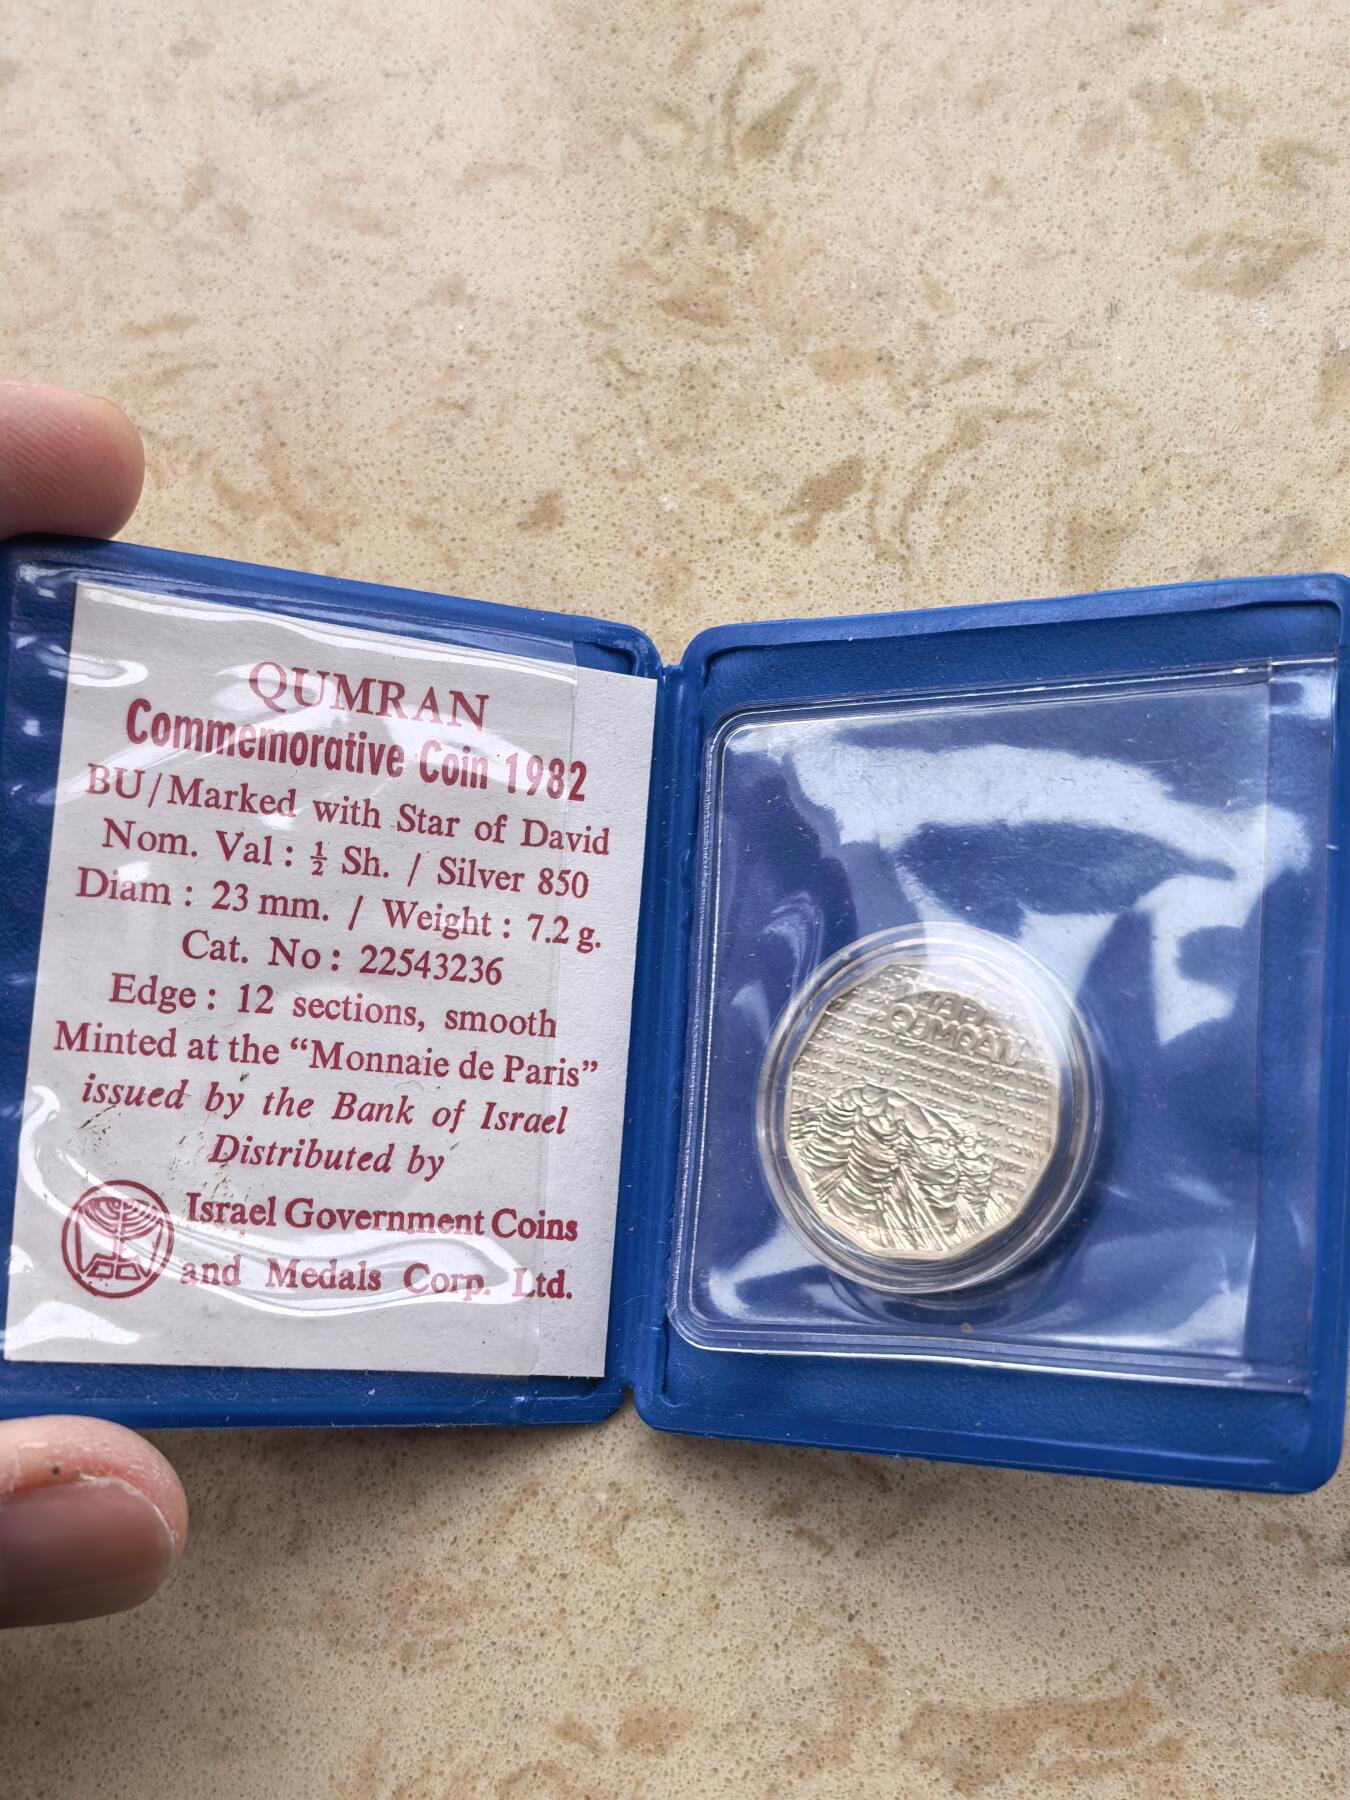 QUMRAN
Commemorative Coin 1982
BU/Marked with Star of David
Nom. Val : ½ Sh. / Silver 850
Diam : 23 mm. / Weight : 7.2 g.
Cat. No : 22543236
Edge : 12 sections, smooth
Minted at the “Monnaie de Paris”
issued by the Bank of Israel
Distributed by
Israel Government Coins
and Medals Corp. Ltd.
QUMRAN